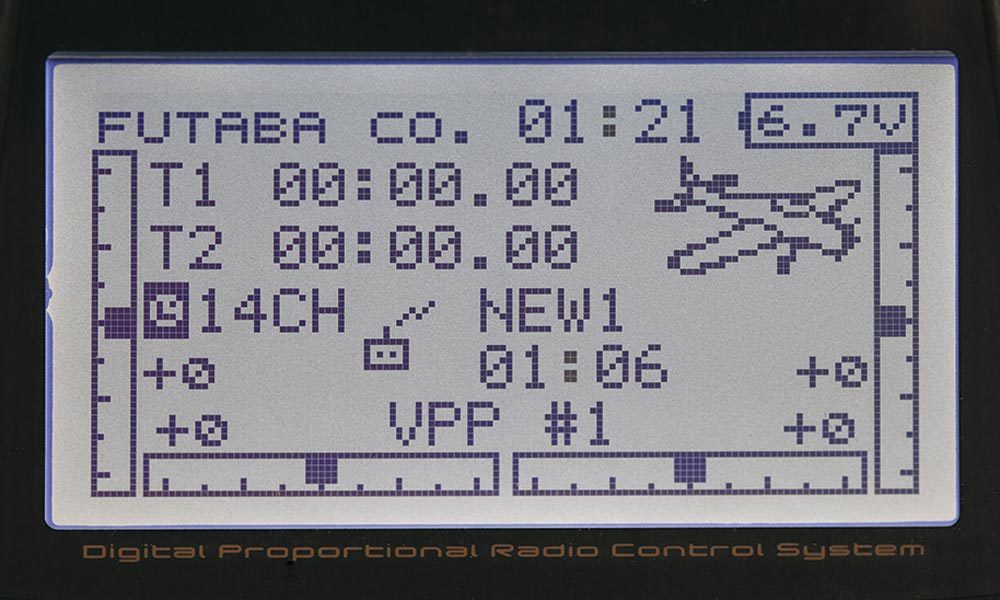 FUTABA CO. 01:21 6.7V
T1 00:00.00
T2 00:00.00
14CH NEW1
+0 01:06 +0
+0 VPP #1 +0
Digital Proportional Radio Control System